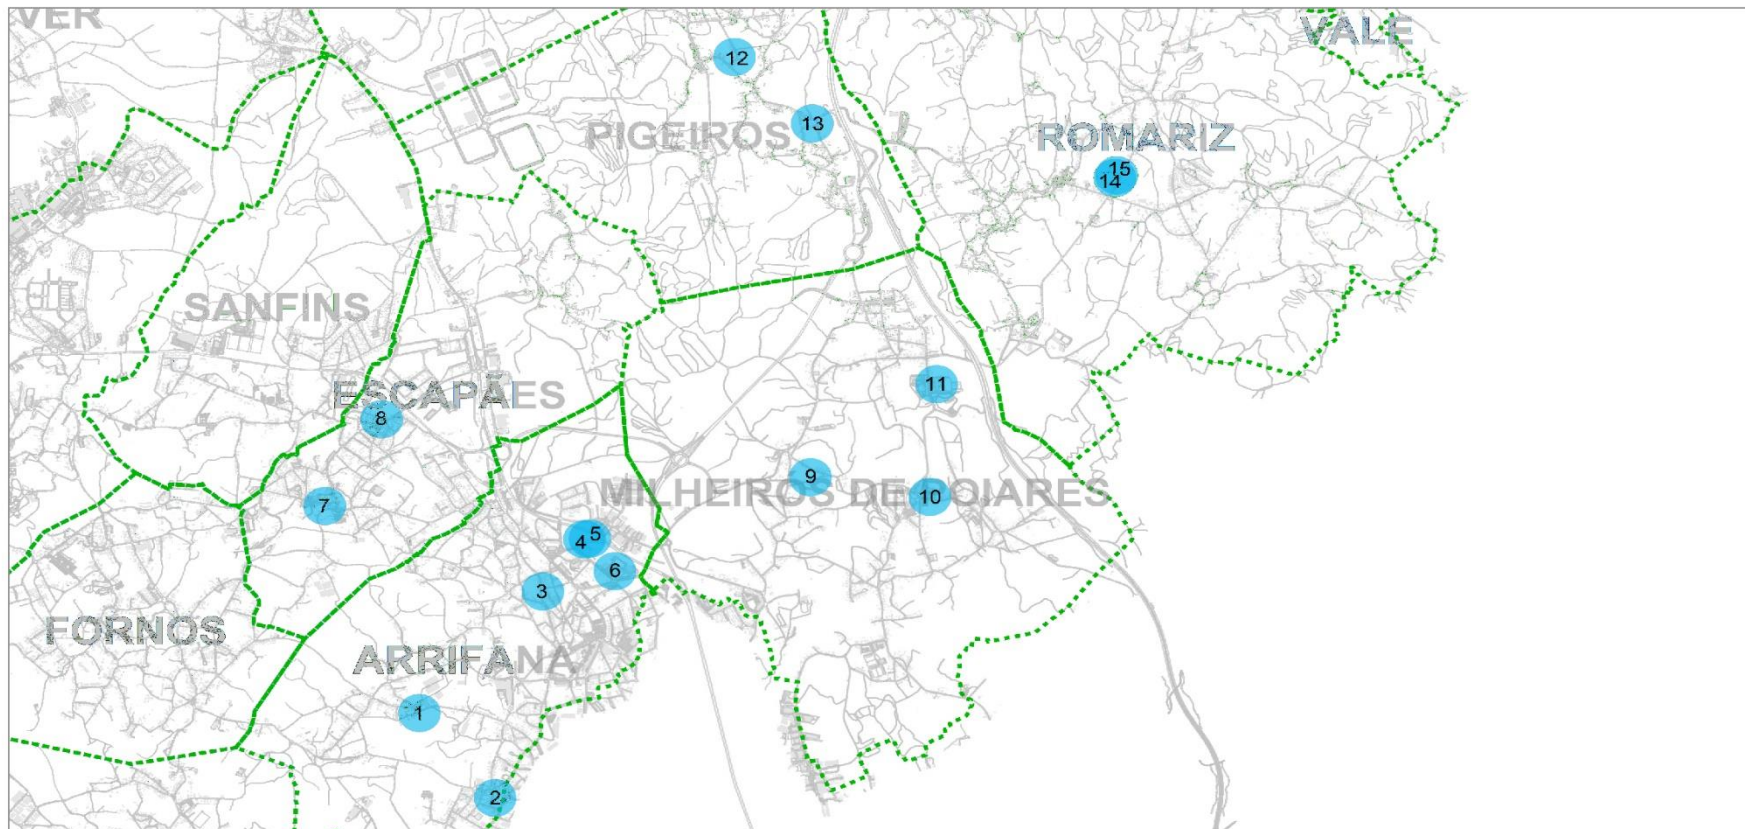 VER
VALE
12
13
PIGEIROS
ROMARIZ
15
14
SANFINS
11
ESCAPÃES
8
9
MILHEIROS DE POIARES
10
7
5
4
6
3
FORNOS
ARRIFANA
1
2